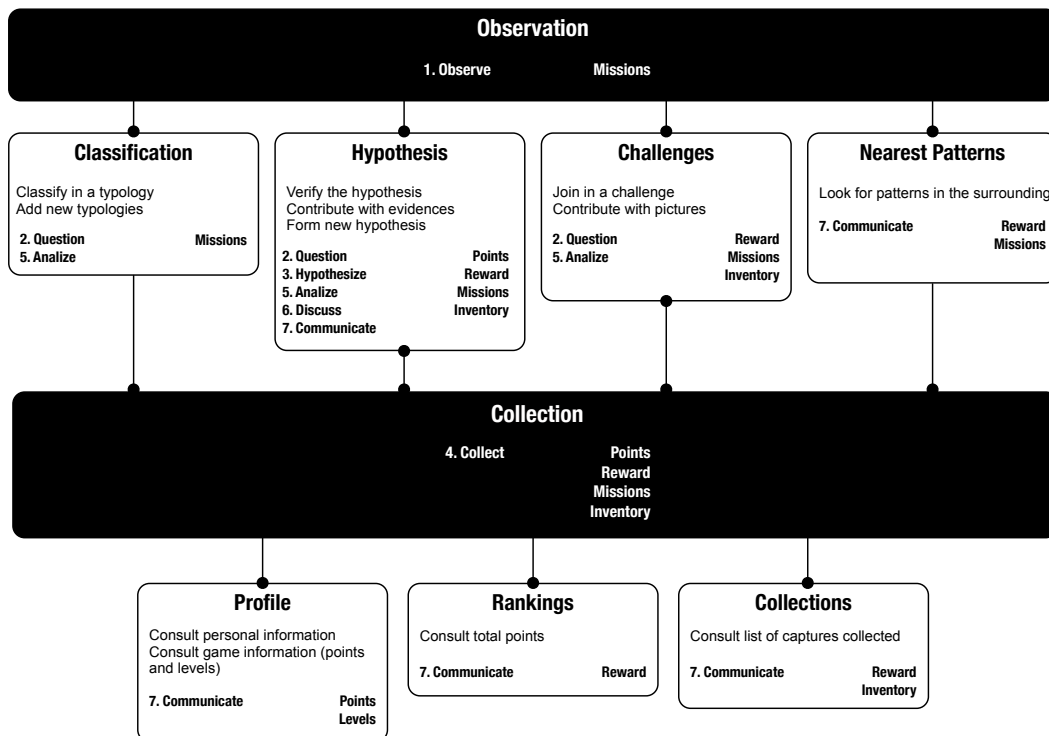 Observation
1. Observe Missions
Classification
Classify in a typology
Add new typologies
2. Question Missions
5. Analize
Hypothesis
Verify the hypothesis
Contribute with evidences
Form new hypothesis
2. Question Points
3. Hypothesize Reward
5. Analize Missions
6. Discuss Inventory
7. Communicate
Challenges
Join in a challenge
Contribute with pictures
2. Question Reward
5. Analize Missions
Inventory
Nearest Patterns
Look for patterns in the surrounding
7. Communicate Reward
Missions
Collection
4. Collect Points
Reward
Missions
Inventory
Profile
Consult personal information
Consult game information (points
and levels)
7. Communicate Points
Levels
Rankings
Consult total points
7. Communicate Reward
Collections
Consult list of captures collected
7. Communicate Reward
Inventory